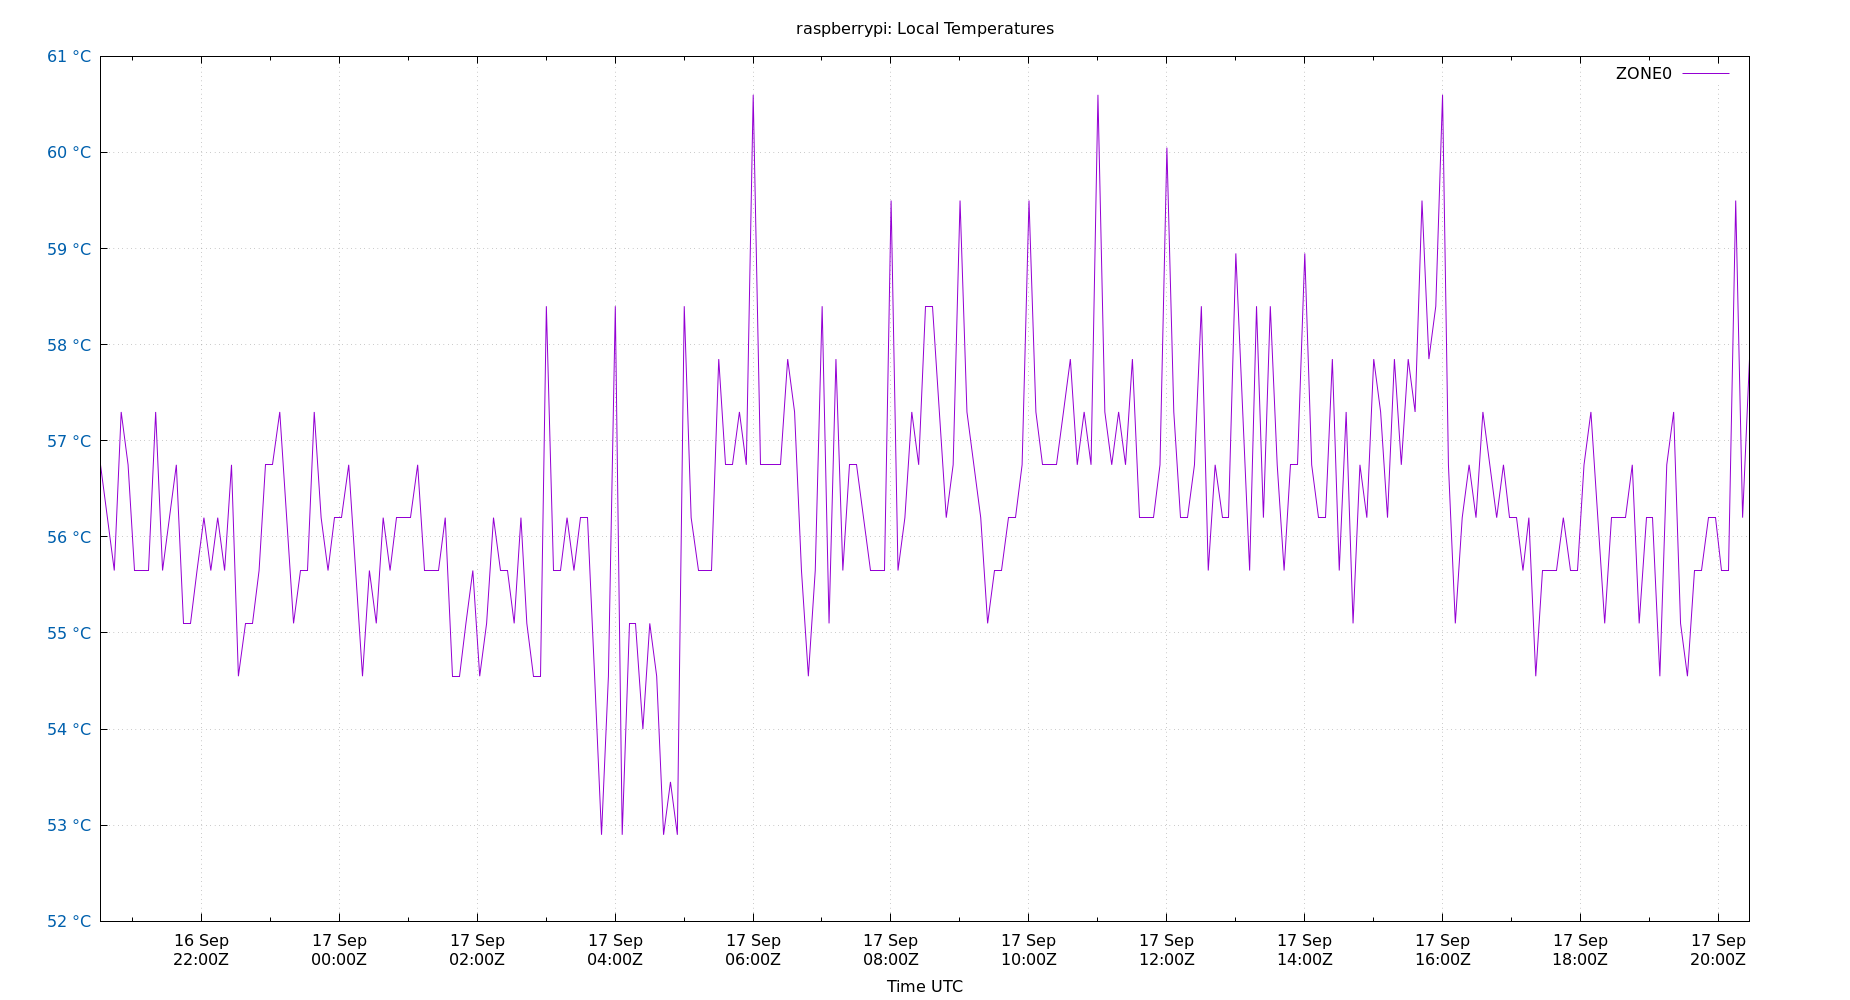 raspberrypi: Local Temperatures
61 °C
ZONE0
60 °C
59 °C
58 °C
57 °C
56 °C
55 °C
54 °C
53 °C
52 °C
16 Sep 17 Sep 17 Sep 17 Sep 17 Sep 17 Sep 17 Sep 17 Sep 17 Sep 17 Sep 17 Sep 17 Sep
22:00Z 00:00Z 02:00Z 04:00Z 06:00Z 08:00Z 10:00Z 12:00Z 14:00Z 16:00Z 18:00Z 20:00Z
Time UTC